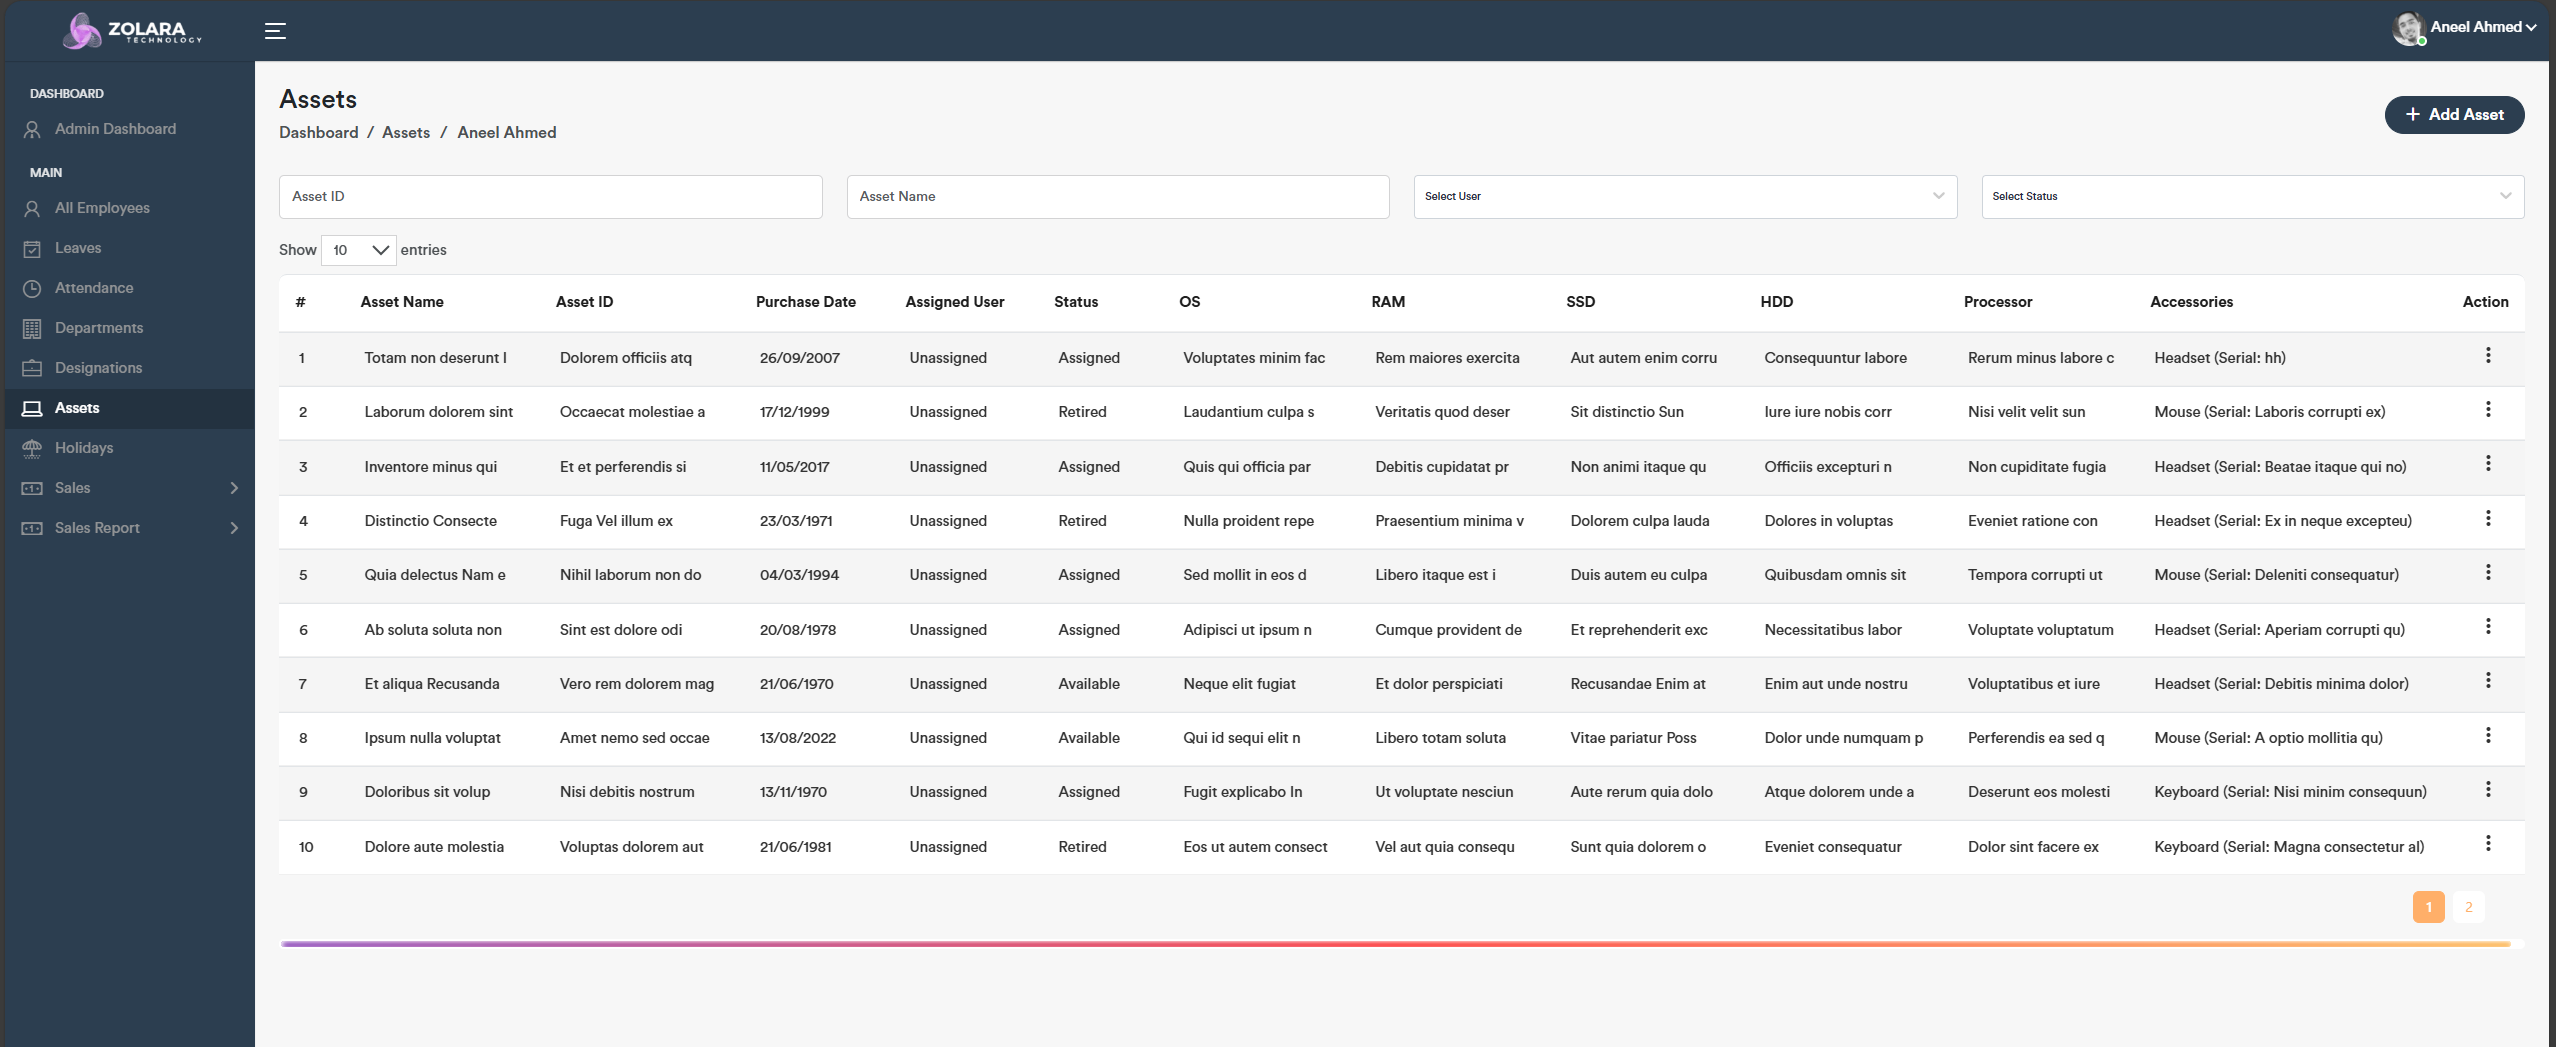 ZOLARA
TECHNOLOGY
Aneel Ahmed
DASHBOARD
Admin Dashboard
MAIN
All Employees
Leaves
Attendance
Departments
Designations
Assets
Holidays
Sales
Sales Report
Assets
Dashboard / Assets / Aneel Ahmed
+ Add Asset
Asset ID Asset Name Select User Select Status
Show 10 entries
# Asset Name Asset ID Purchase Date Assigned User Status OS RAM SSD HDD Processor Accessories Action
1 Totam non deserunt l Dolorem officiis atq 26/09/2007 Unassigned Assigned Voluptates minim fac Rem maiores exercita Aut autem enim corru Consequuntur labore Rerum minus labore c Headset (Serial: hh)
2 Laborum dolorem sint Occaecat molestiae a 17/12/1999 Unassigned Retired Laudantium culpa s Veritatis quod deser Sit distinctio Sun Iure iure nobis corr Nisi velit velit sun Mouse (Serial: Laboris corrupti ex)
3 Inventore minus qui Et et perferendis si 11/05/2017 Unassigned Assigned Quis qui officia par Debitis cupidatat pr Non animi itaque qu Officiis excepturi n Non cupiditate fugia Headset (Serial: Beatae itaque qui no)
4 Distinctio Consecte Fuga Vel illum ex 23/03/1971 Unassigned Retired Nulla proident repe Praesentium minima v Dolorem culpa lauda Dolores in voluptas Eveniet ratione con Headset (Serial: Ex in neque excepteu)
5 Quia delectus Nam e Nihil laborum non do 04/03/1994 Unassigned Assigned Sed mollit in eos d Libero itaque est i Duis autem eu culpa Quibusdam omnis sit Tempora corrupti ut Mouse (Serial: Deleniti consequatur)
6 Ab soluta soluta non Sint est dolore odi 20/08/1978 Unassigned Assigned Adipisci ut ipsum n Cumque provident de Et reprehenderit exc Necessitatibus labor Voluptate voluptatum Headset (Serial: Aperiam corrupti qu)
7 Et aliqua Recusanda Vero rem dolorem mag 21/06/1970 Unassigned Available Neque elit fugiat Et dolor perspiciati Recusandae Enim at Enim aut unde nostru Voluptatibus et iure Headset (Serial: Debitis minima dolor)
8 Ipsum nulla voluptat Amet nemo sed occae 13/08/2022 Unassigned Available Qui id sequi elit n Libero totam soluta Vitae pariatur Poss Dolor unde numquam p Perferendis ea sed q Mouse (Serial: A optio mollitia qu)
9 Doloribus sit volup Nisi debitis nostrum 13/11/1970 Unassigned Assigned Fugit explicabo In Ut voluptate nesciun Aute rerum quia dolo Atque dolorem unde a Deserunt eos molesti Keyboard (Serial: Nisi minim consequun)
10 Dolore aute molestia Voluptas dolorem aut 21/06/1981 Unassigned Retired Eos ut autem consect Vel aut quia consequ Sunt quia dolorem o Eveniet consequatur Dolor sint facere ex Keyboard (Serial: Magna consectetur al)
1 2